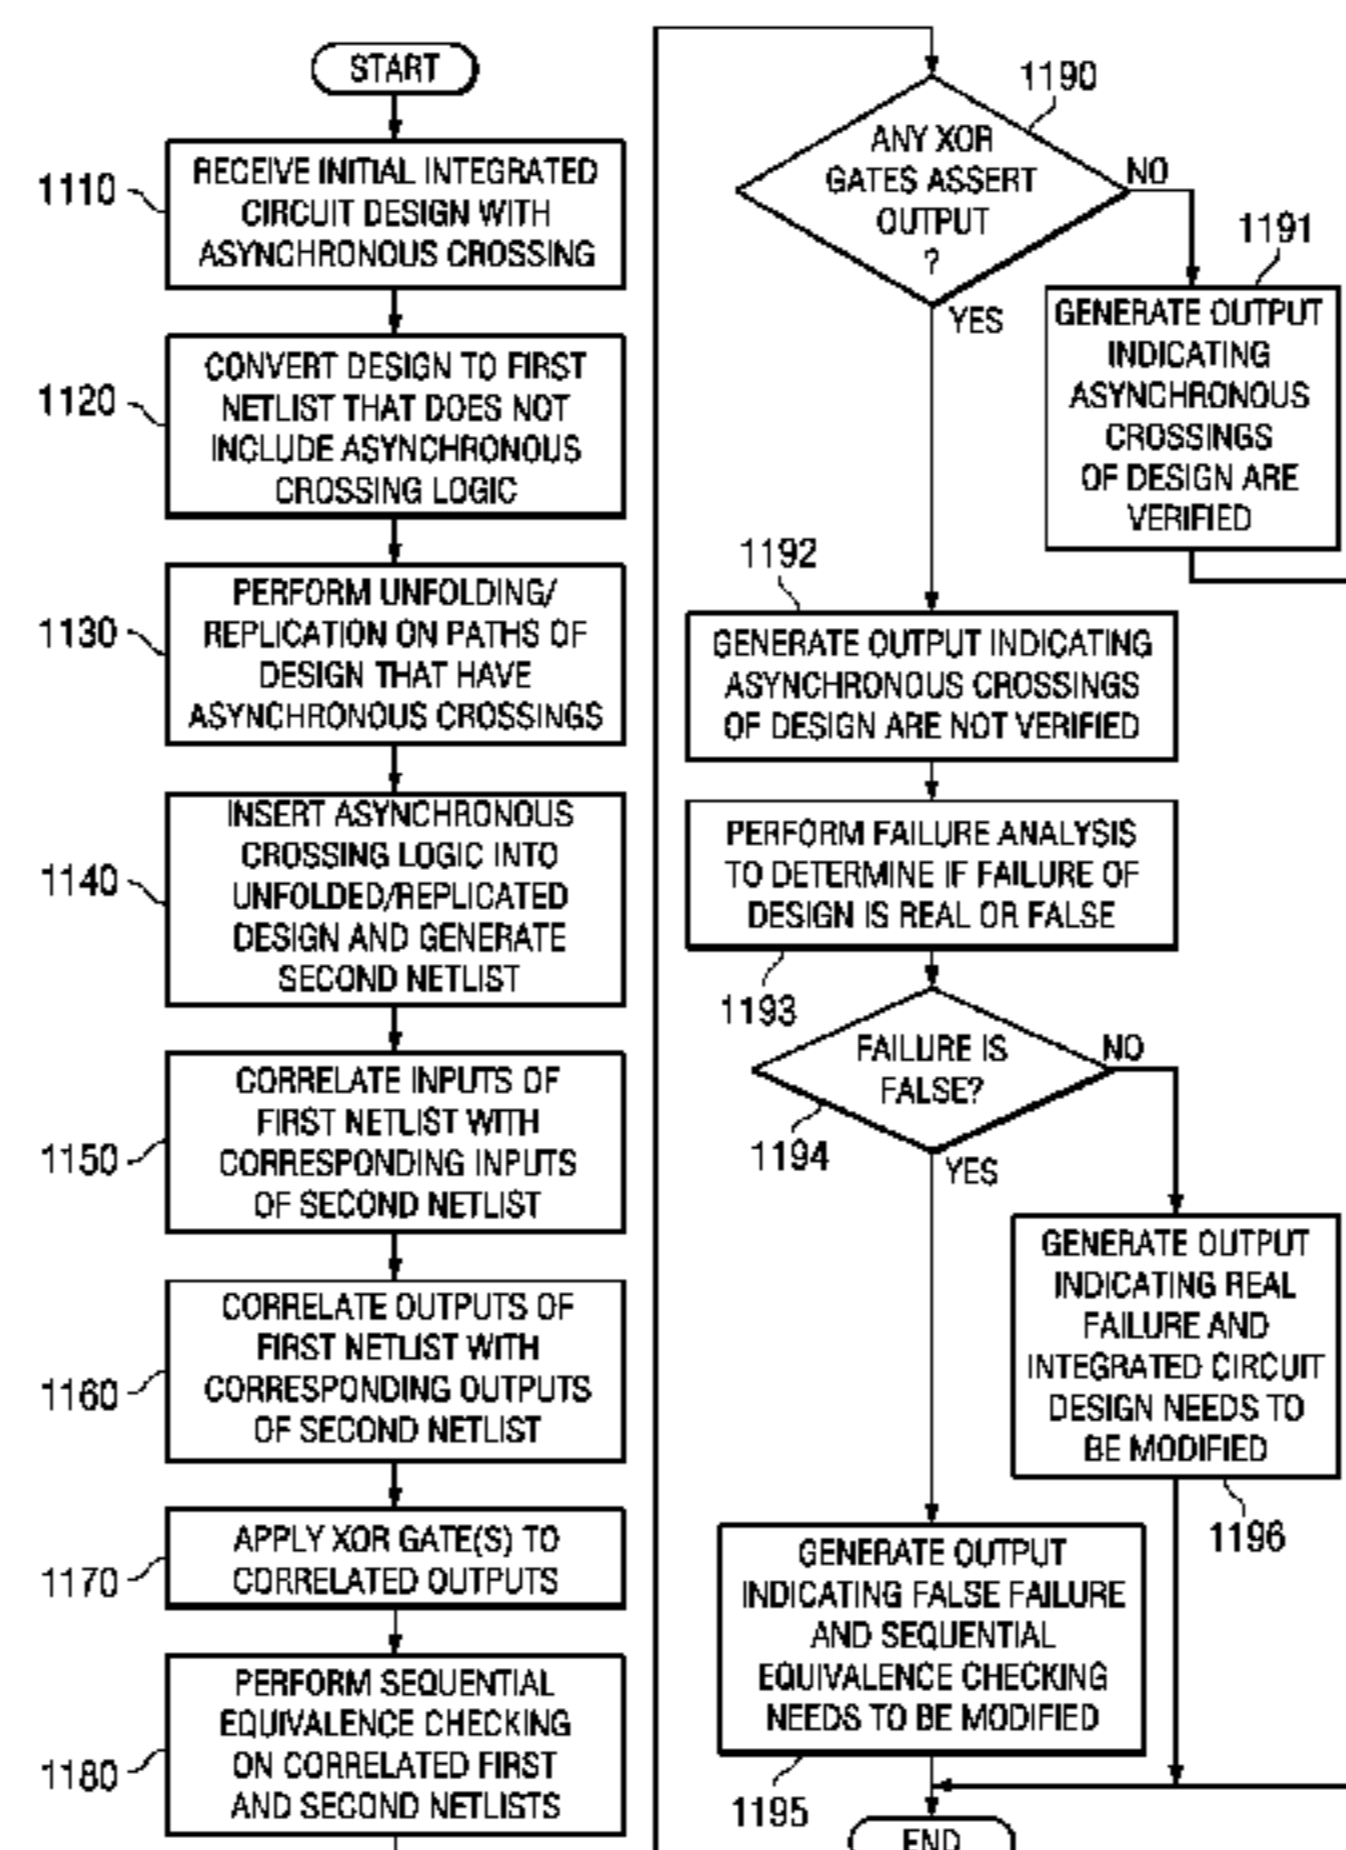 START
1110
RECEIVE INITIAL INTEGRATED
CIRCUIT DESIGN WITH
ASYNCHRONOUS CROSSING
1120
CONVERT DESIGN TO FIRST
NETLIST THAT DOES NOT
INCLUDE ASYNCHRONOUS
CROSSING LOGIC
1130
PERFORM UNFOLDING/
REPLICATION ON PATHS OF
DESIGN THAT HAVE
ASYNCHRONOUS CROSSINGS
1140
INSERT ASYNCHRONOUS
CROSSING LOGIC INTO
UNFOLDED/REPLICATED
DESIGN AND GENERATE
SECOND NETLIST
1150
CORRELATE INPUTS OF
FIRST NETLIST WITH
CORRESPONDING INPUTS
OF SECOND NETLIST
1160
CORRELATE OUTPUTS OF
FIRST NETLIST WITH
CORRESPONDING OUTPUTS
OF SECOND NETLIST
1170
APPLY XOR GATE(S) TO
CORRELATED OUTPUTS
1180
PERFORM SEQUENTIAL
EQUIVALENCE CHECKING
ON CORRELATED FIRST
AND SECOND NETLISTS
1190
ANY XOR
GATES ASSERT
OUTPUT
?
NO
YES
1191
GENERATE OUTPUT
INDICATING
ASYNCHRONOUS
CROSSINGS
OF DESIGN ARE
VERIFIED
1192
GENERATE OUTPUT INDICATING
ASYNCHRONOUS CROSSINGS
OF DESIGN ARE NOT VERIFIED
PERFORM FAILURE ANALYSIS
TO DETERMINE IF FAILURE OF
DESIGN IS REAL OR FALSE
1193
FAILURE IS
FALSE?
NO
1194
YES
GENERATE OUTPUT
INDICATING REAL
FAILURE AND
INTEGRATED CIRCUIT
DESIGN NEEDS TO
BE MODIFIED
1196
GENERATE OUTPUT
INDICATING FALSE FAILURE
AND SEQUENTIAL
EQUIVALENCE CHECKING
NEEDS TO BE MODIFIED
1195
END